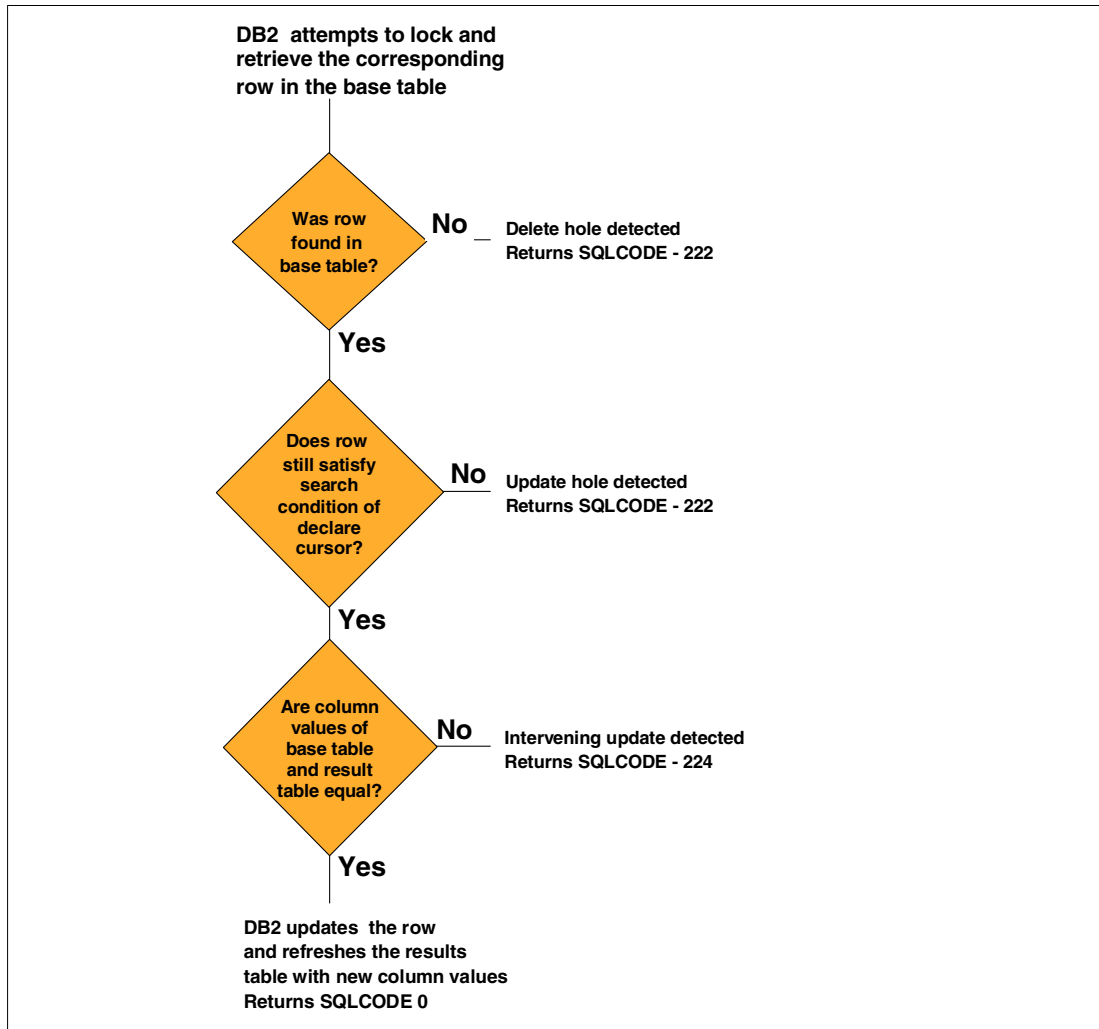 DB2 attempts to lock and
retrieve the corresponding
row in the base table
Was row
found in
base table?
No
Delete hole detected
Returns SQLCODE - 222
Yes
Does row
still satisfy
search
condition of
declare
cursor?
No
Update hole detected
Returns SQLCODE - 222
Yes
Are column
values of
base table
and result
table equal?
No
Intervening update detected
Returns SQLCODE - 224
Yes
DB2 updates the row
and refreshes the results
table with new column values
Returns SQLCODE 0